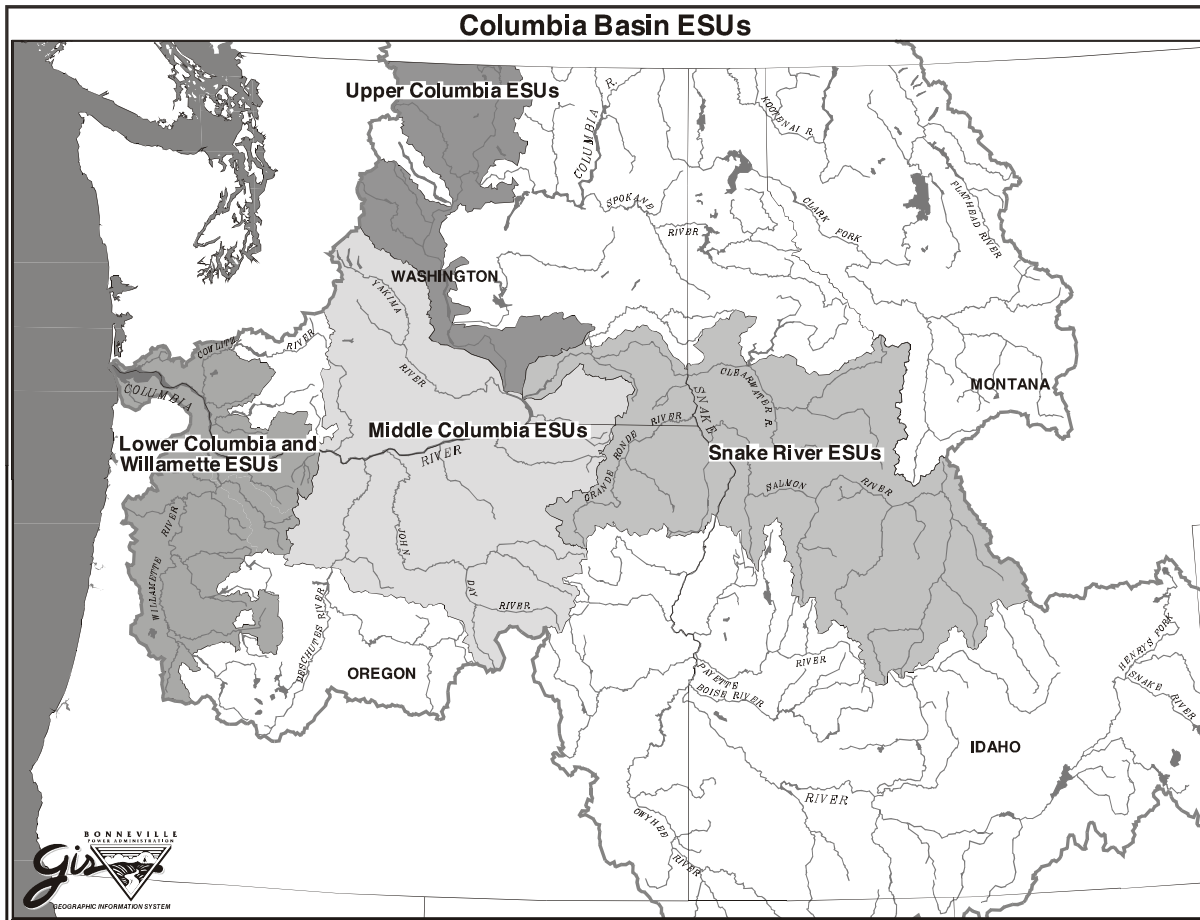 Columbia Basin ESUs
Upper Columbia ESUs
COLUMBIA R.
KOOTENAI R.
SPOKANE
RIVER
CLARK FORK
FLATHEAD RIVER
WASHINGTON
YAKIMA
RIVER
COWLITZ
RIVER
COLUMBIA
RIVER
CLEARWATER R.
SNAKE
RIVER
MONTANA
Lower Columbia and
Willamette ESUs
Middle Columbia ESUs
Snake River ESUs
GRANDE RONDE
SALMON
RIVER
WILLAMETTE
RIVER
JOHN
DAY
RIVER
DESCHUTES RIVER
OREGON
PAYETTE
RIVER
BOISE RIVER
HENRYS FORK
SNAKE RIVER
IDAHO
RIVER
OWYHEE
RIVER
BONNEVILLE
POWER ADMINISTRATION
Gis
GEOGRAPHIC INFORMATION SYSTEM